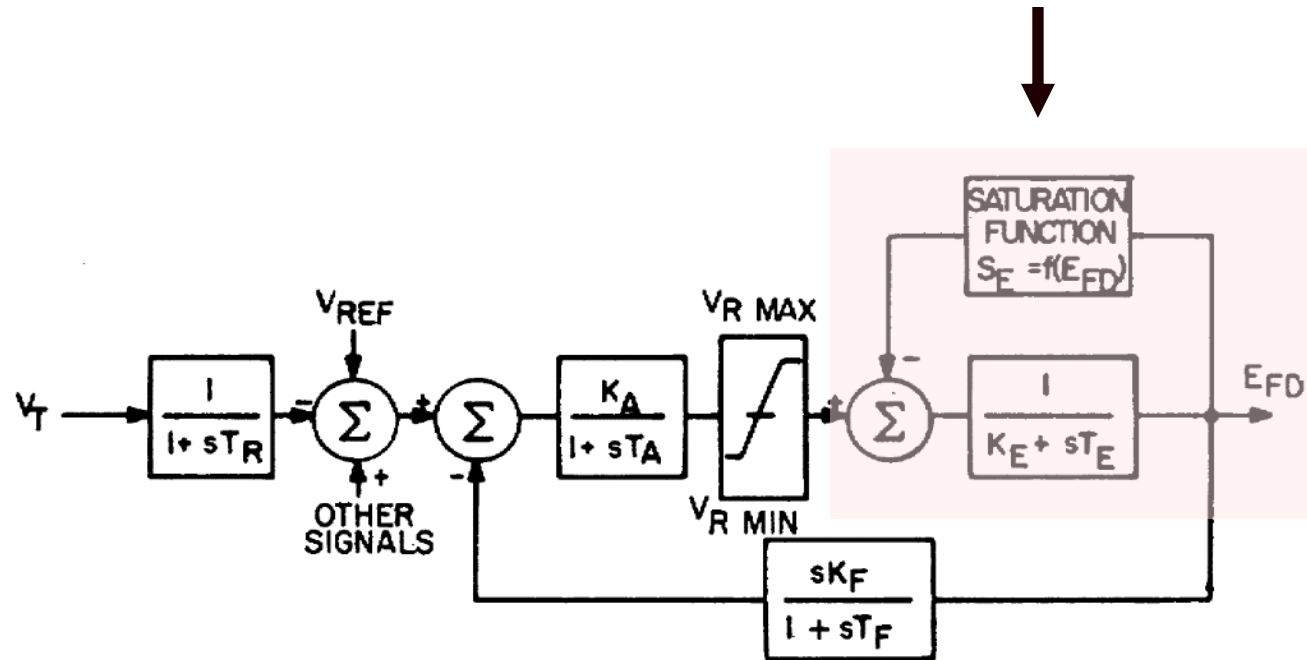 SATURATION
FUNCTION
S_E = f(E_FD)
V_REF
V_R MAX
V_T
1
1+ sT_R
-
Σ
+
+
-
Σ
K_A
1+ sT_A
+
-
Σ
1
K_E + sT_E
E_FD
OTHER
SIGNALS
V_R MIN
sK_F
1 + sT_F